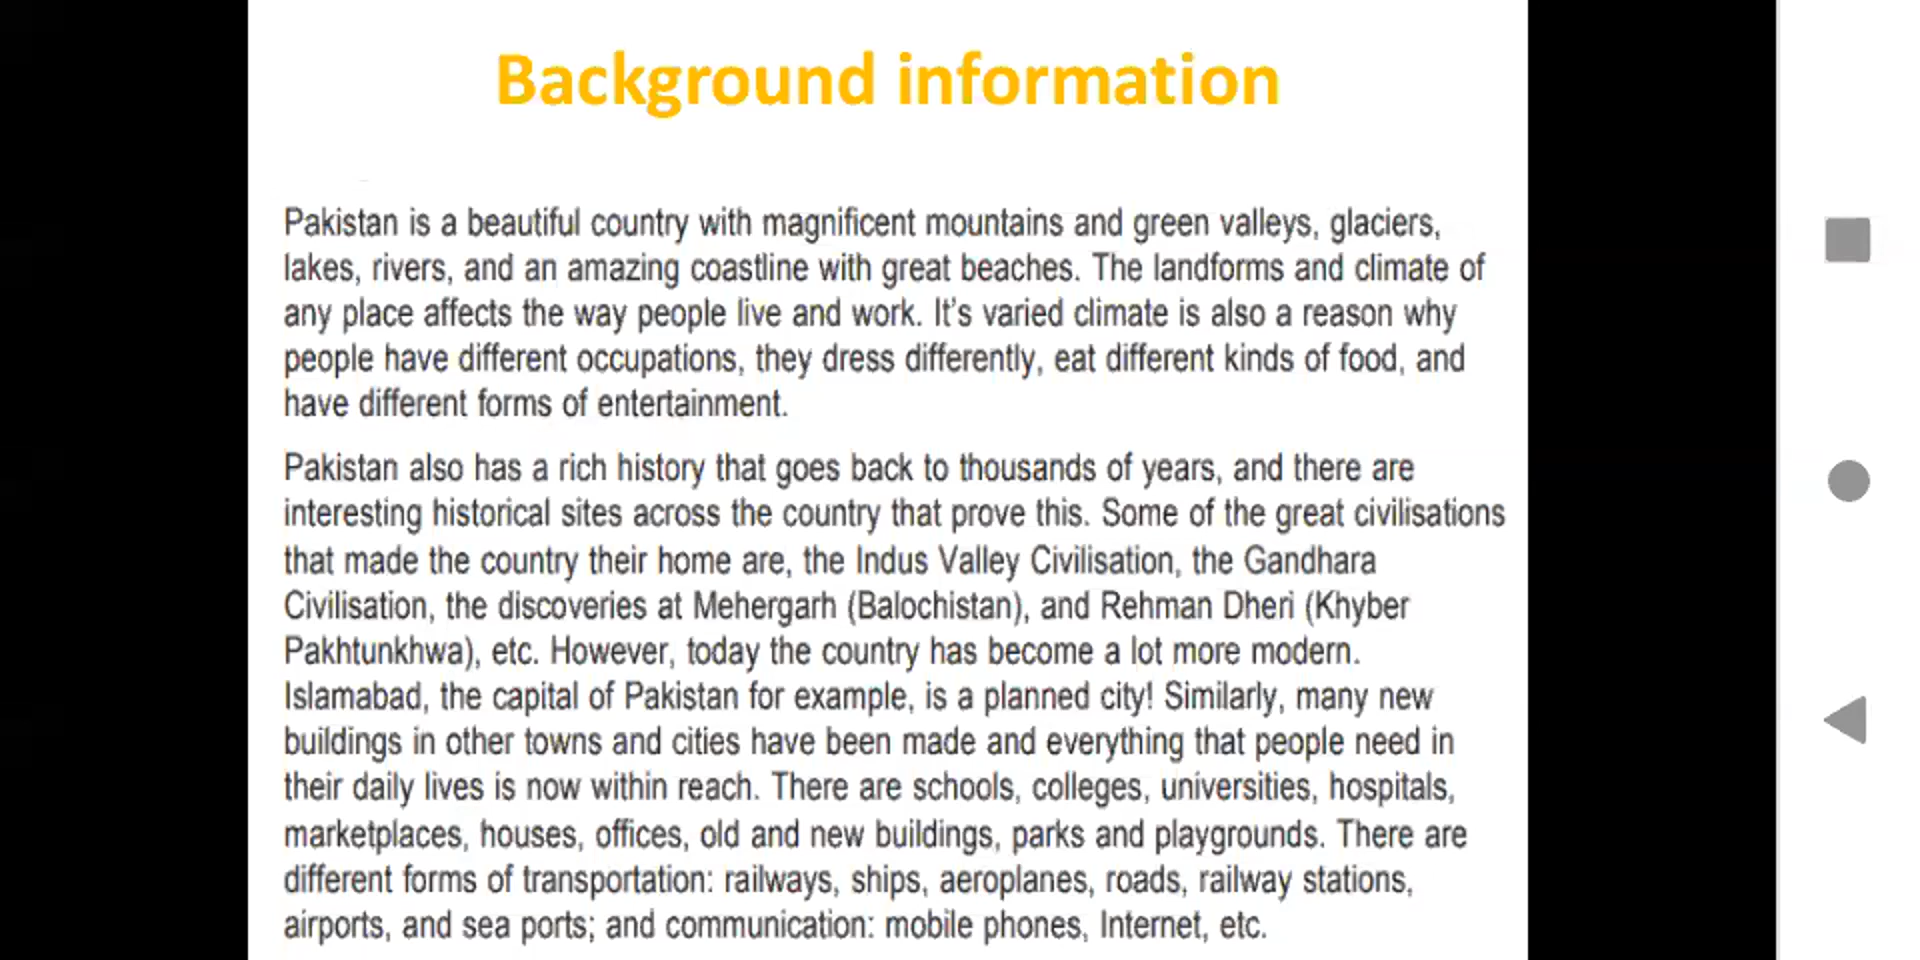 Background information
Pakistan is a beautiful country with magnificent mountains and green valleys, glaciers,
lakes, rivers, and an amazing coastline with great beaches. The landforms and climate of
any place affects the way people live and work. It's varied climate is also a reason why
people have different occupations, they dress differently, eat different kinds of food, and
have different forms of entertainment.
Pakistan also has a rich history that goes back to thousands of years, and there are
interesting historical sites across the country that prove this. Some of the great civilisations
that made the country their home are, the Indus Valley Civilisation, the Gandhara
Civilisation, the discoveries at Mehergarh (Balochistan), and Rehman Dheri (Khyber
Pakhtunkhwa), etc. However, today the country has become a lot more modern.
Islamabad, the capital of Pakistan for example, is a planned city! Similarly, many new
buildings in other towns and cities have been made and everything that people need in
their daily lives is now within reach. There are schools, colleges, universities, hospitals,
marketplaces, houses, offices, old and new buildings, parks and playgrounds. There are
different forms of transportation: railways, ships, aeroplanes, roads, railway stations,
airports, and sea ports; and communication: mobile phones, Internet, etc.